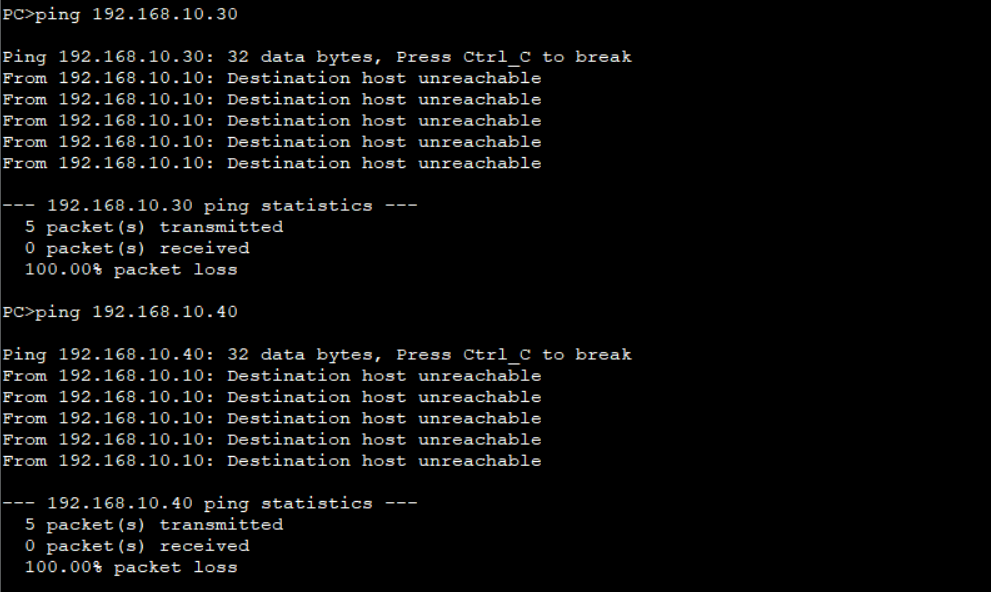 PC>ping 192.168.10.30
Ping 192.168.10.30: 32 data bytes, Press Ctrl_C to break
From 192.168.10.10: Destination host unreachable
From 192.168.10.10: Destination host unreachable
From 192.168.10.10: Destination host unreachable
From 192.168.10.10: Destination host unreachable
From 192.168.10.10: Destination host unreachable
--- 192.168.10.30 ping statistics ---
5 packet(s) transmitted
0 packet(s) received
100.00% packet loss
PC>ping 192.168.10.40
Ping 192.168.10.40: 32 data bytes, Press Ctrl_C to break
From 192.168.10.10: Destination host unreachable
From 192.168.10.10: Destination host unreachable
From 192.168.10.10: Destination host unreachable
From 192.168.10.10: Destination host unreachable
From 192.168.10.10: Destination host unreachable
--- 192.168.10.40 ping statistics ---
5 packet(s) transmitted
0 packet(s) received
100.00% packet loss